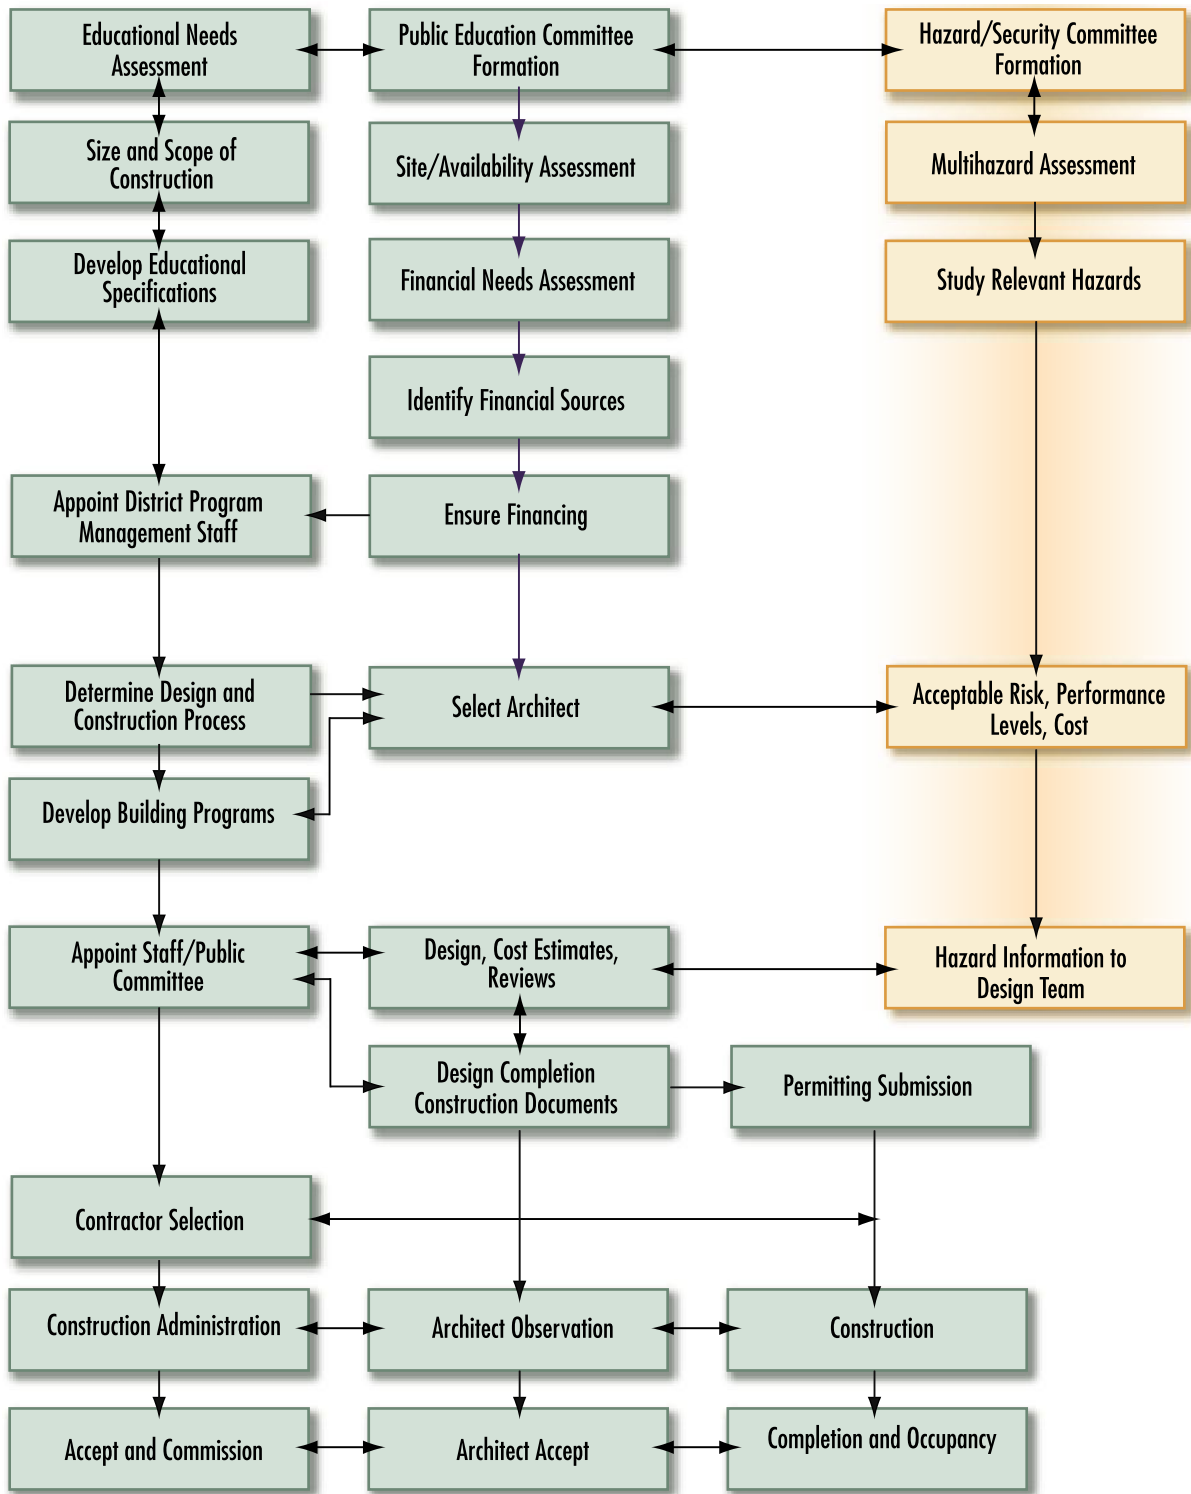 Educational Needs
Assessment
Public Education Committee
Formation
Hazard/Security Committee
Formation
Size and Scope of
Construction
Site/Availability Assessment
Multihazard Assessment
Develop Educational
Specifications
Financial Needs Assessment
Study Relevant Hazards
Identify Financial Sources
Appoint District Program
Management Staff
Ensure Financing
Determine Design and
Construction Process
Select Architect
Acceptable Risk, Performance
Levels, Cost
Develop Building Programs
Appoint Staff/Public
Committee
Design, Cost Estimates,
Reviews
Hazard Information to
Design Team
Design Completion
Construction Documents
Permitting Submission
Contractor Selection
Construction Administration
Architect Observation
Construction
Accept and Commission
Architect Accept
Completion and Occupancy